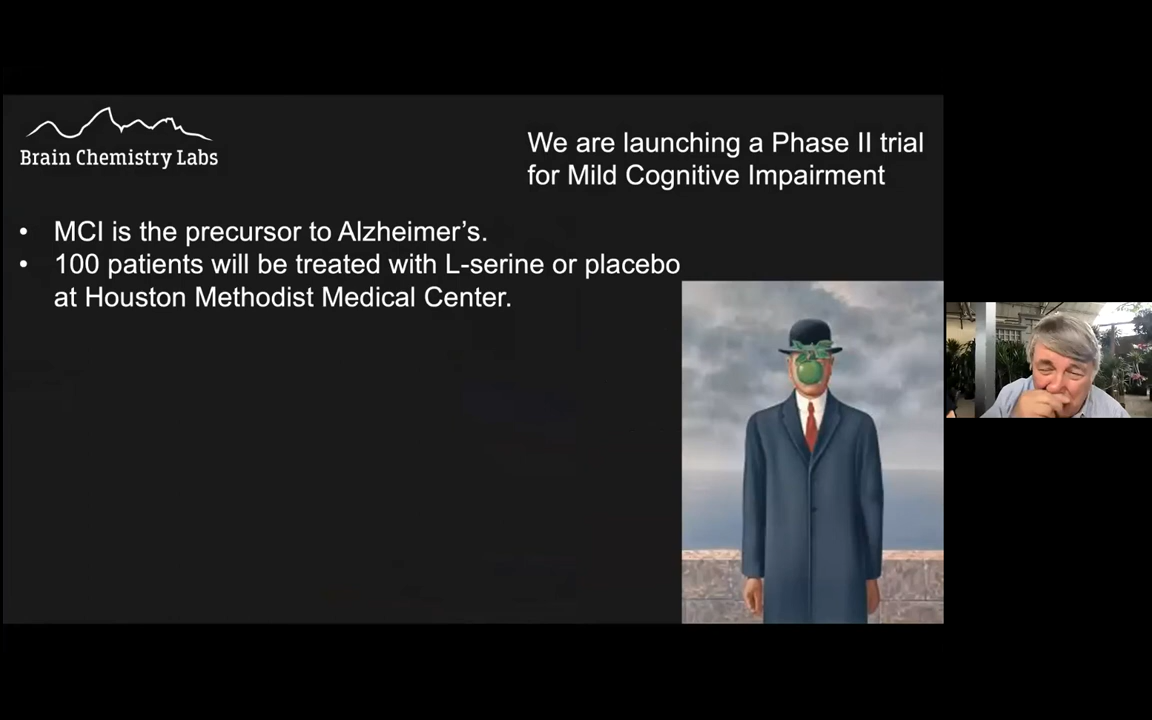 Brain Chemistry Labs
We are launching a Phase II trial
for Mild Cognitive Impairment
• MCI is the precursor to Alzheimer’s.
• 100 patients will be treated with L-serine or placebo
at Houston Methodist Medical Center.